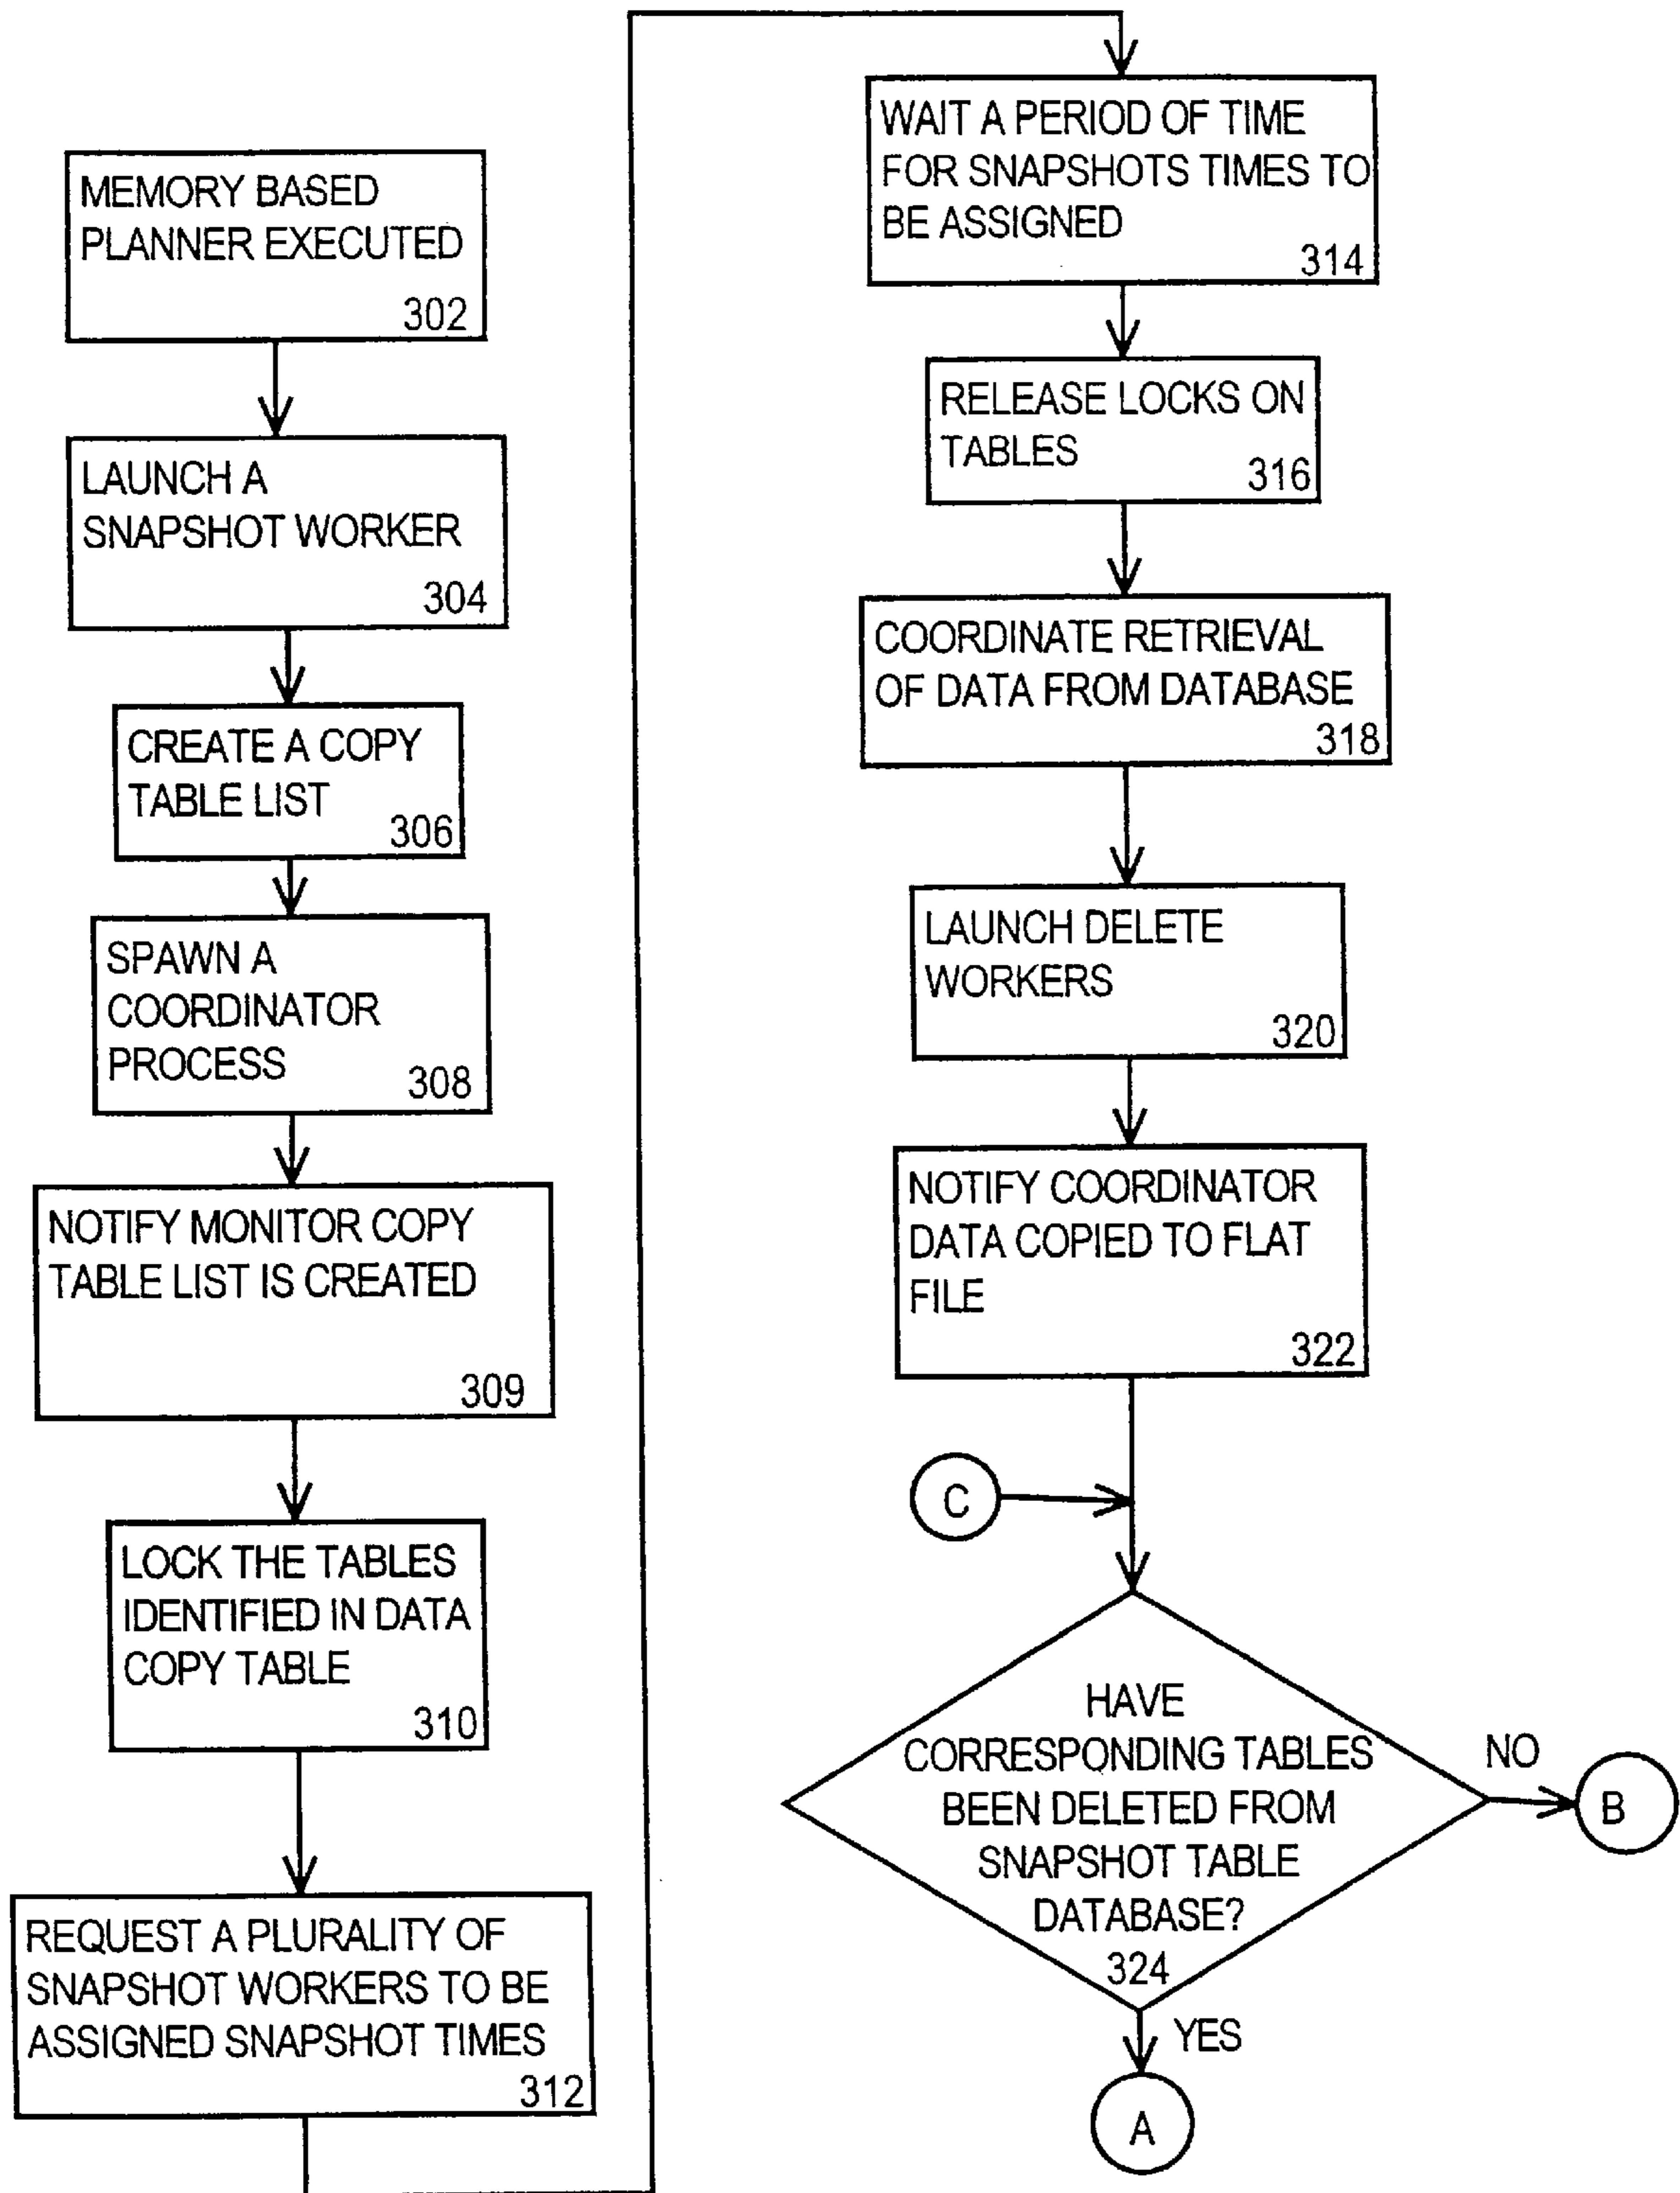 MEMORY BASED
PLANNER EXECUTED
302
LAUNCH A
SNAPSHOT WORKER
304
CREATE A COPY
TABLE LIST
306
SPAWN A
COORDINATOR
PROCESS
308
NOTIFY MONITOR COPY
TABLE LIST IS CREATED
309
LOCK THE TABLES
IDENTIFIED IN DATA
COPY TABLE
310
REQUEST A PLURALITY OF
SNAPSHOT WORKERS TO BE
ASSIGNED SNAPSHOT TIMES
312
WAIT A PERIOD OF TIME
FOR SNAPSHOTS TIMES TO
BE ASSIGNED
314
RELEASE LOCKS ON
TABLES
316
COORDINATE RETRIEVAL
OF DATA FROM DATABASE
318
LAUNCH DELETE
WORKERS
320
NOTIFY COORDINATOR
DATA COPIED TO FLAT
FILE
322
C
HAVE
CORRESPONDING TABLES
BEEN DELETED FROM
SNAPSHOT TABLE
DATABASE?
324
NO
B
YES
A